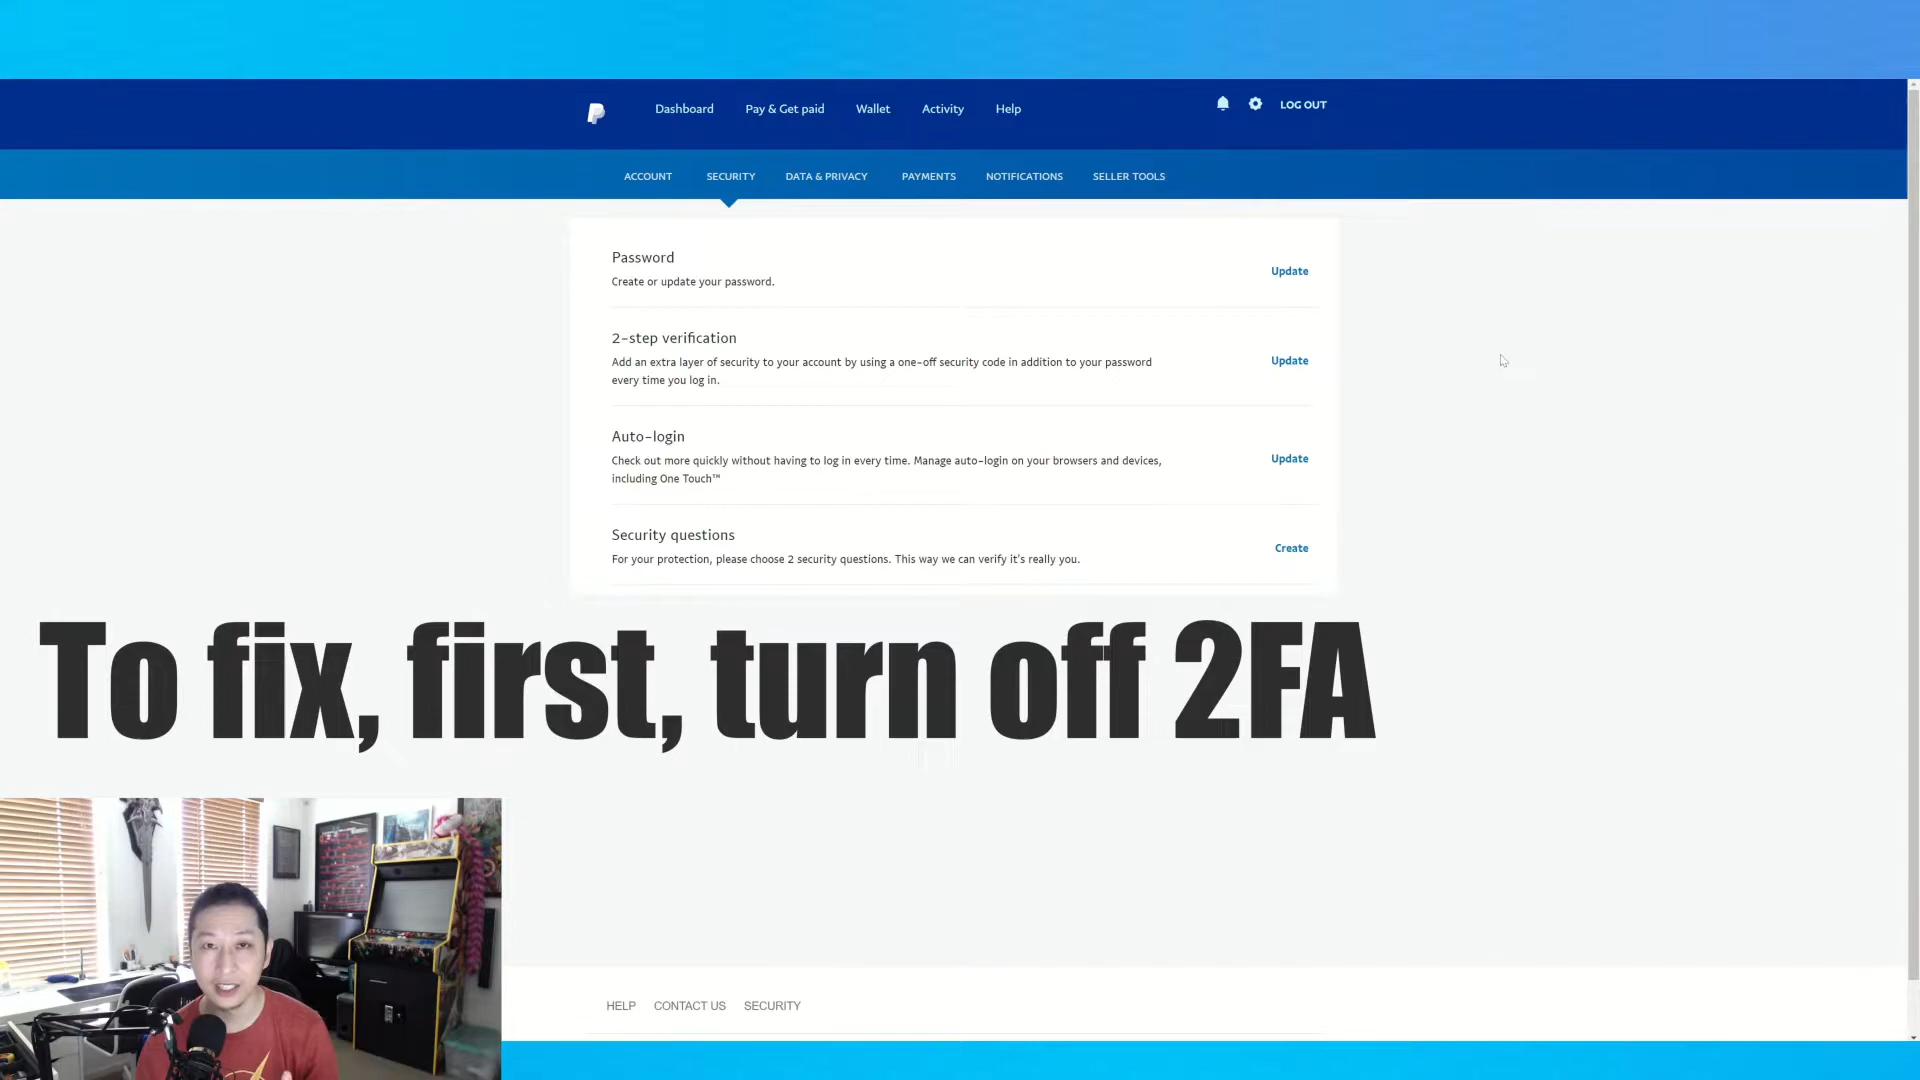 Dashboard Pay & Get paid Wallet Activity Help LOG OUT
ACCOUNT SECURITY DATA & PRIVACY PAYMENTS NOTIFICATIONS SELLER TOOLS
Password
Create or update your password.
Update
2-step verification
Add an extra layer of security to your account by using a one-off security code in addition to your password
every time you log in.
Update
Auto-login
Check out more quickly without having to log in every time. Manage auto-login on your browsers and devices,
including One Touch™
Update
Security questions
For your protection, please choose 2 security questions. This way we can verify it's really you.
Create
To fix, first, turn off 2FA
HELP CONTACT US SECURITY